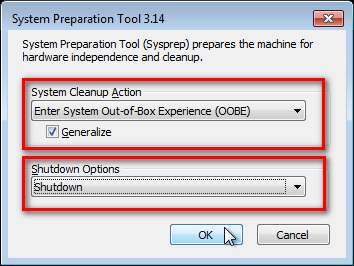 System Preparation Tool 3.14
System Preparation Tool (Sysprep) prepares the machine for
hardware independence and cleanup.
System Cleanup Action
Enter System Out-of-Box Experience (OOBE)
Generalize
Shutdown Options
Shutdown
OK
Cancel